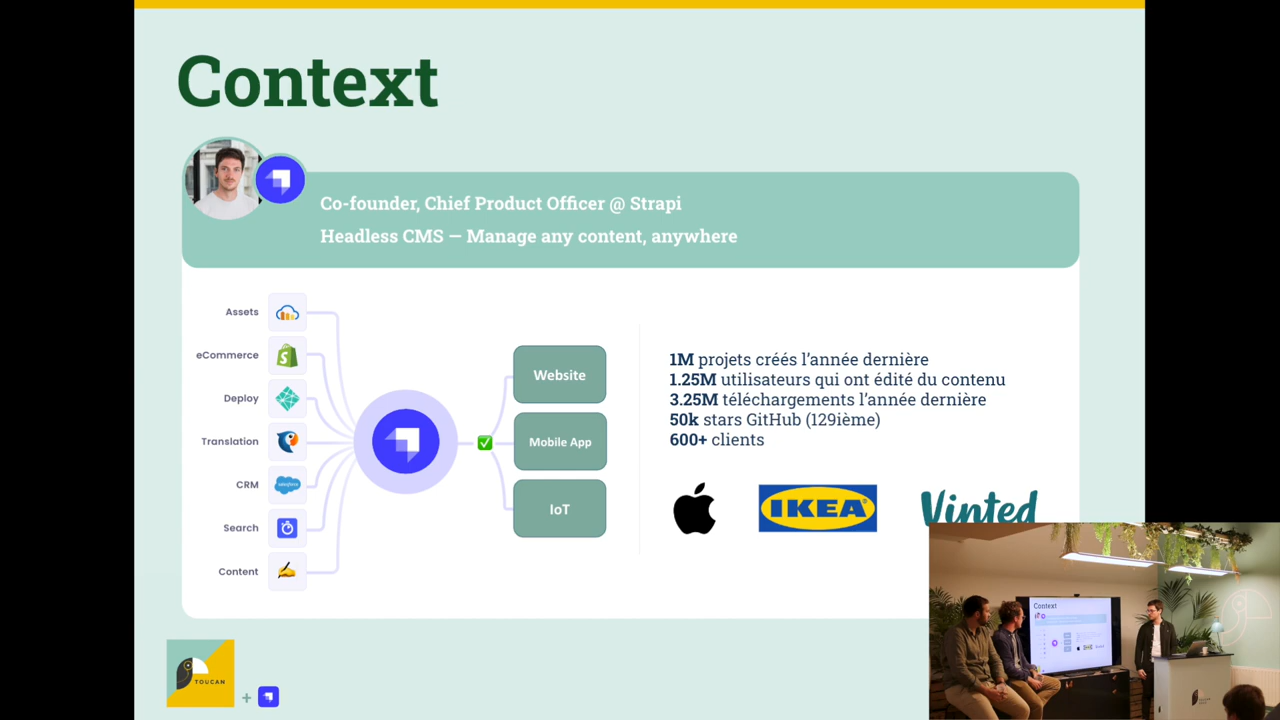 Context
Co-founder, Chief Product Officer @ Strapi
Headless CMS — Manage any content, anywhere
Assets
eCommerce
Deploy
Translation
CRM
salesforce
Search
Content
Website
Mobile App
IoT
1M projets créés l’année dernière
1.25M utilisateurs qui ont édité du contenu
3.25M téléchargements l’année dernière
50k stars GitHub (129ième)
600+ clients
IKEA
Vinted
TOUCAN
+
Context